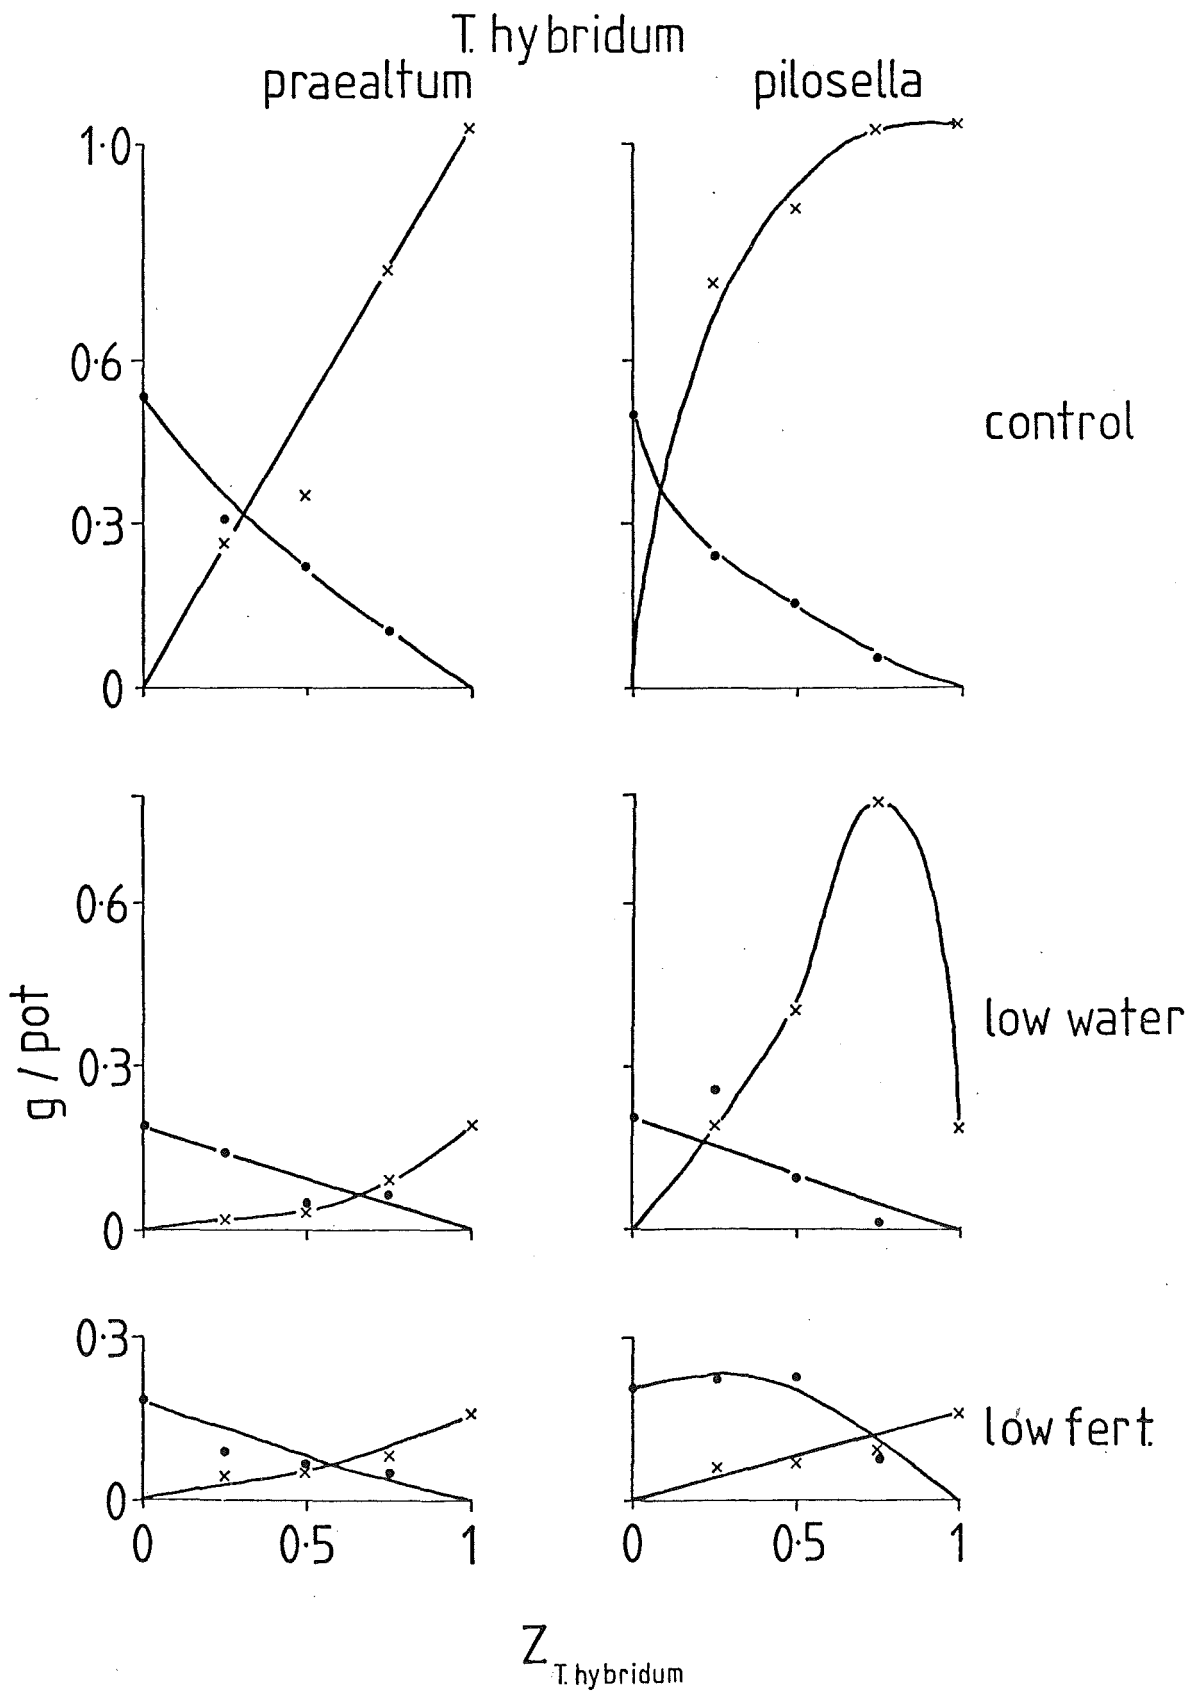 T. hybridum
praealtum pilosella
1·0
0·6
0·3
0
control
0·6
0·3
0
g / pot
low water
0·3
0
low fert.
0 0·5 1 0 0·5 1
Z T. hybridum